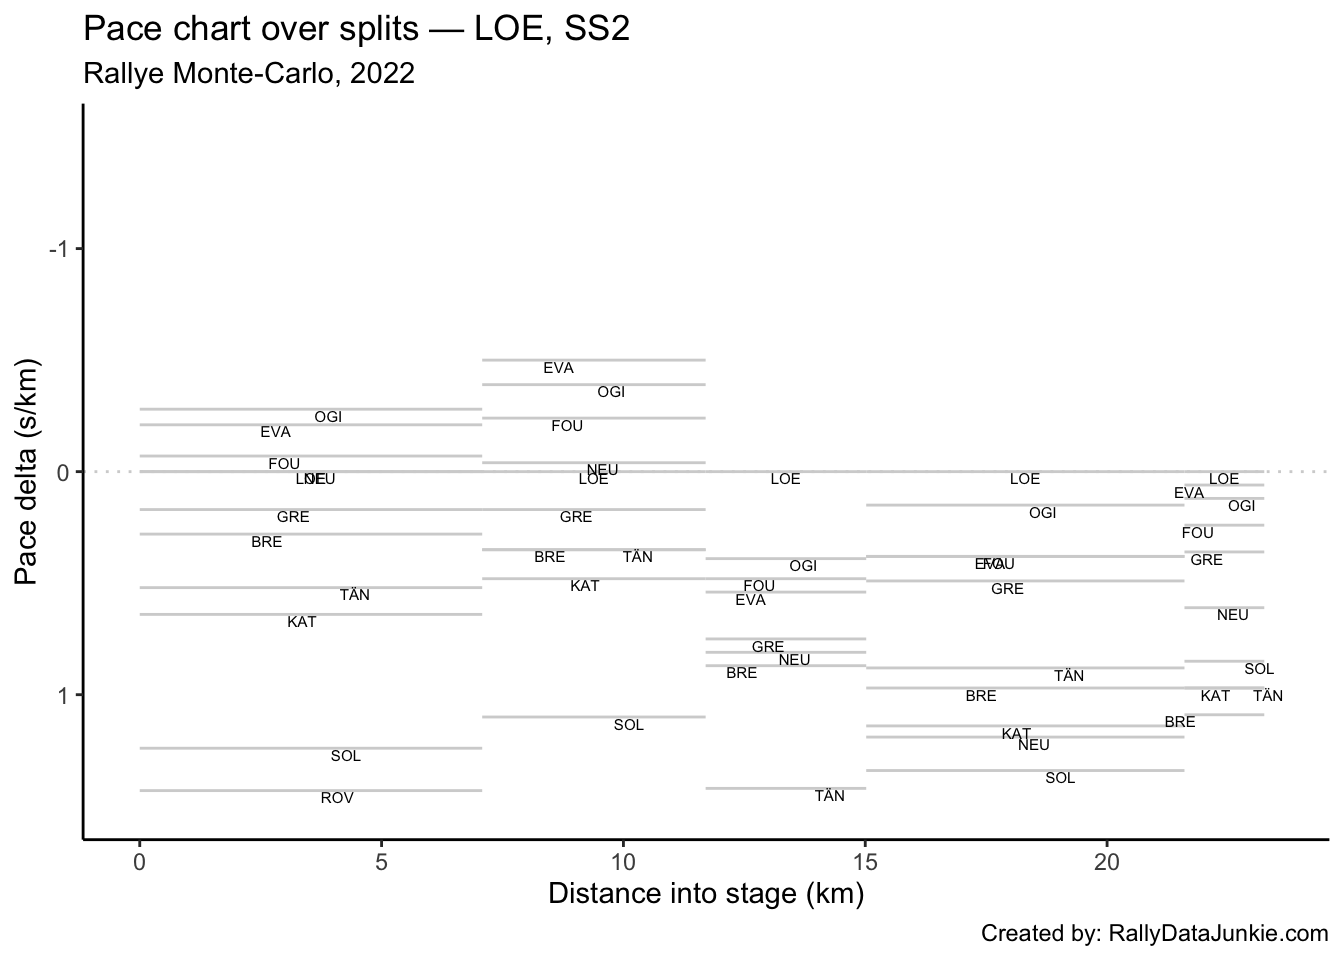 Pace chart over splits — LOE, SS2
Rallye Monte-Carlo, 2022
Pace delta (s/km)
-1
0
1
OGI
EVA
FOU
LOE NEU
GRE
BRE
TÄN
KAT
SOL
ROV
EVA
OGI
FOU
NEU
LOE
GRE
BRE TÄN
KAT
SOL
LOE
OGI
FOU
EVA
GRE
NEU
BRE
TÄN
LOE
OGI
EVA FOU
GRE
TÄN
BRE
KAT
NEU
SOL
LOE
EVA
OGI
FOU
GRE
NEU
SOL
KAT TÄN
BRE
0 5 10 15 20
Distance into stage (km)
Created by: RallyDataJunkie.com